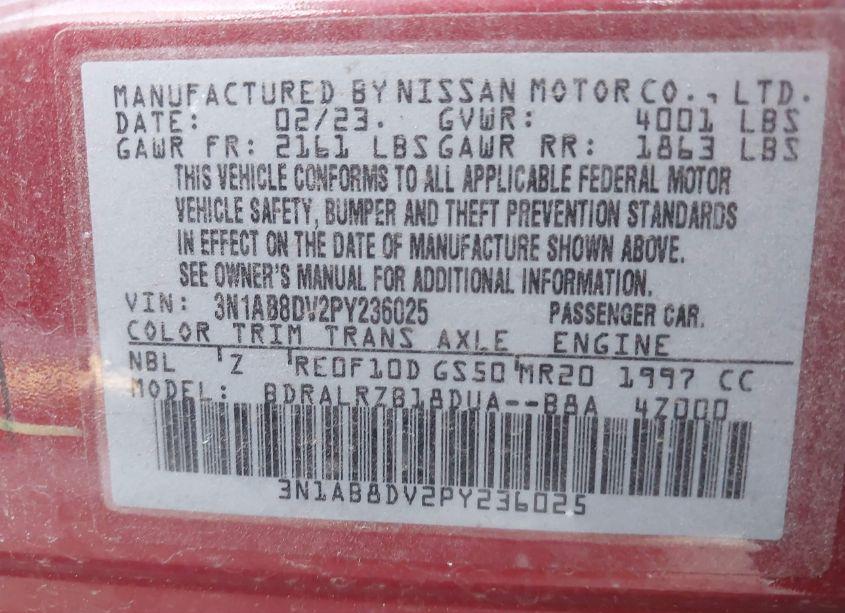 MANUFACTURED BY NISSAN MOTOR CO., LTD.
DATE: 02/23. GVWR: 4001 LBS
GAWR FR: 2161 LBS GAWR RR: 1863 LBS
THIS VEHICLE CONFORMS TO ALL APPLICABLE FEDERAL MOTOR
VEHICLE SAFETY, BUMPER AND THEFT PREVENTION STANDARDS
IN EFFECT ON THE DATE OF MANUFACTURE SHOWN ABOVE.
SEE OWNER'S MANUAL FOR ADDITIONAL INFORMATION.
VIN: 3N1AB8DV2PY236025 PASSENGER CAR.
COLOR TRIM TRANS AXLE ENGINE
NBL Z RE0F10D GS50 MR20 1997 CC
MODEL: BDRALRZB18DUA--B8A 4Z000
3N1AB8DV2PY236025